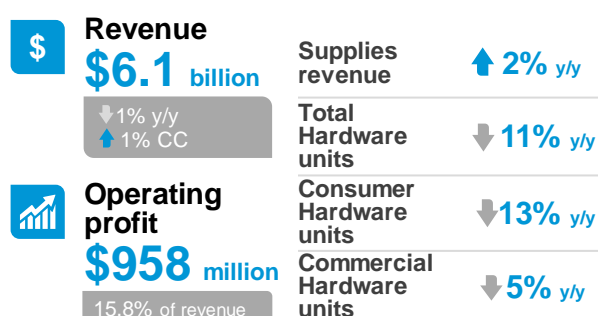 $
Revenue
$6.1 billion
1% y/y
1% CC
Operating
profit
$958 million
15.8% of revenue
Supplies
revenue
2% y/y
Total
Hardware
units
11% y/y
Consumer
Hardware
units
13% y/y
Commercial
Hardware
units
5% y/y